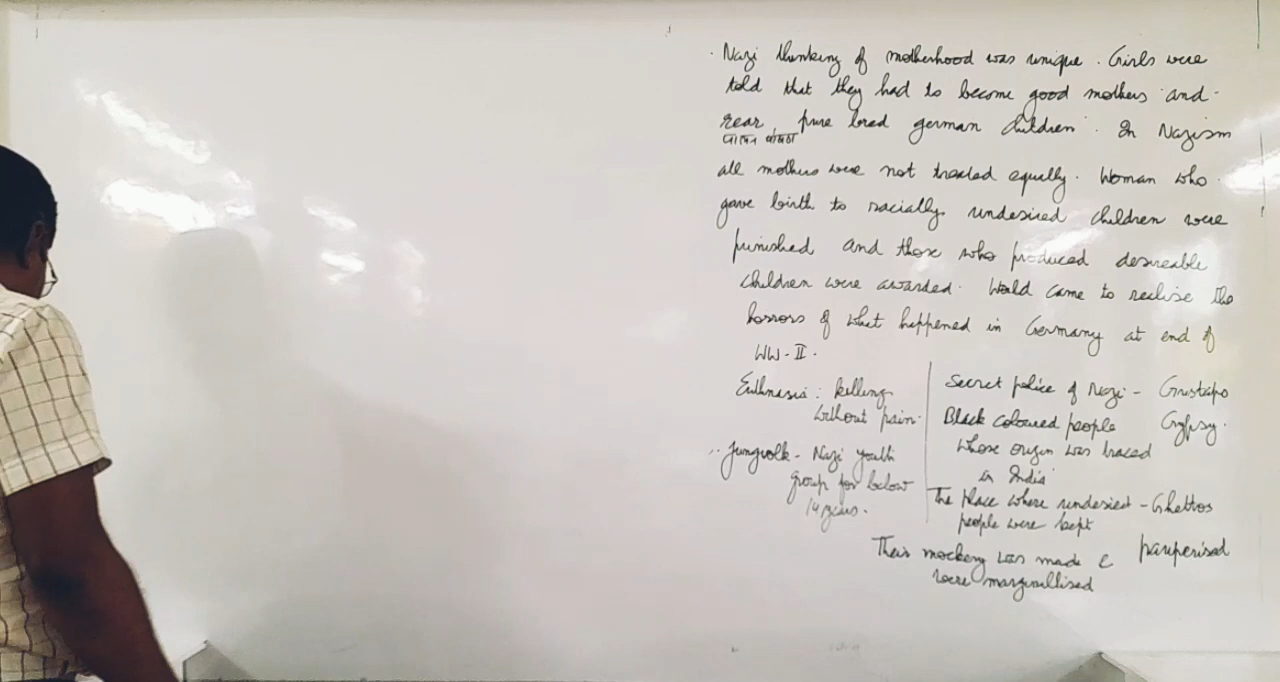 . Nazi thinking of motherhood was unique. Girls were
told that they had to become good mothers and
rear pure bred german children. In Nazism
पालन पोषण
all mothers were not treated equally. Woman who
gave birth to racially undesired children were
punished and those who produced desireable
children were awarded. World came to realise the
horrors of what happened in Germany at end of
WW-II.
Euthnasia: killing
without pain.
Jungvolk - Nazi youth
group for below
14 years.
Secret police of Nazi - Gustapo
Black coloured people Gypsy.
whose origin was traced
in India
The place where undesired - Ghettos
people were kept
Their mockery was made & pauperised
were marginallised